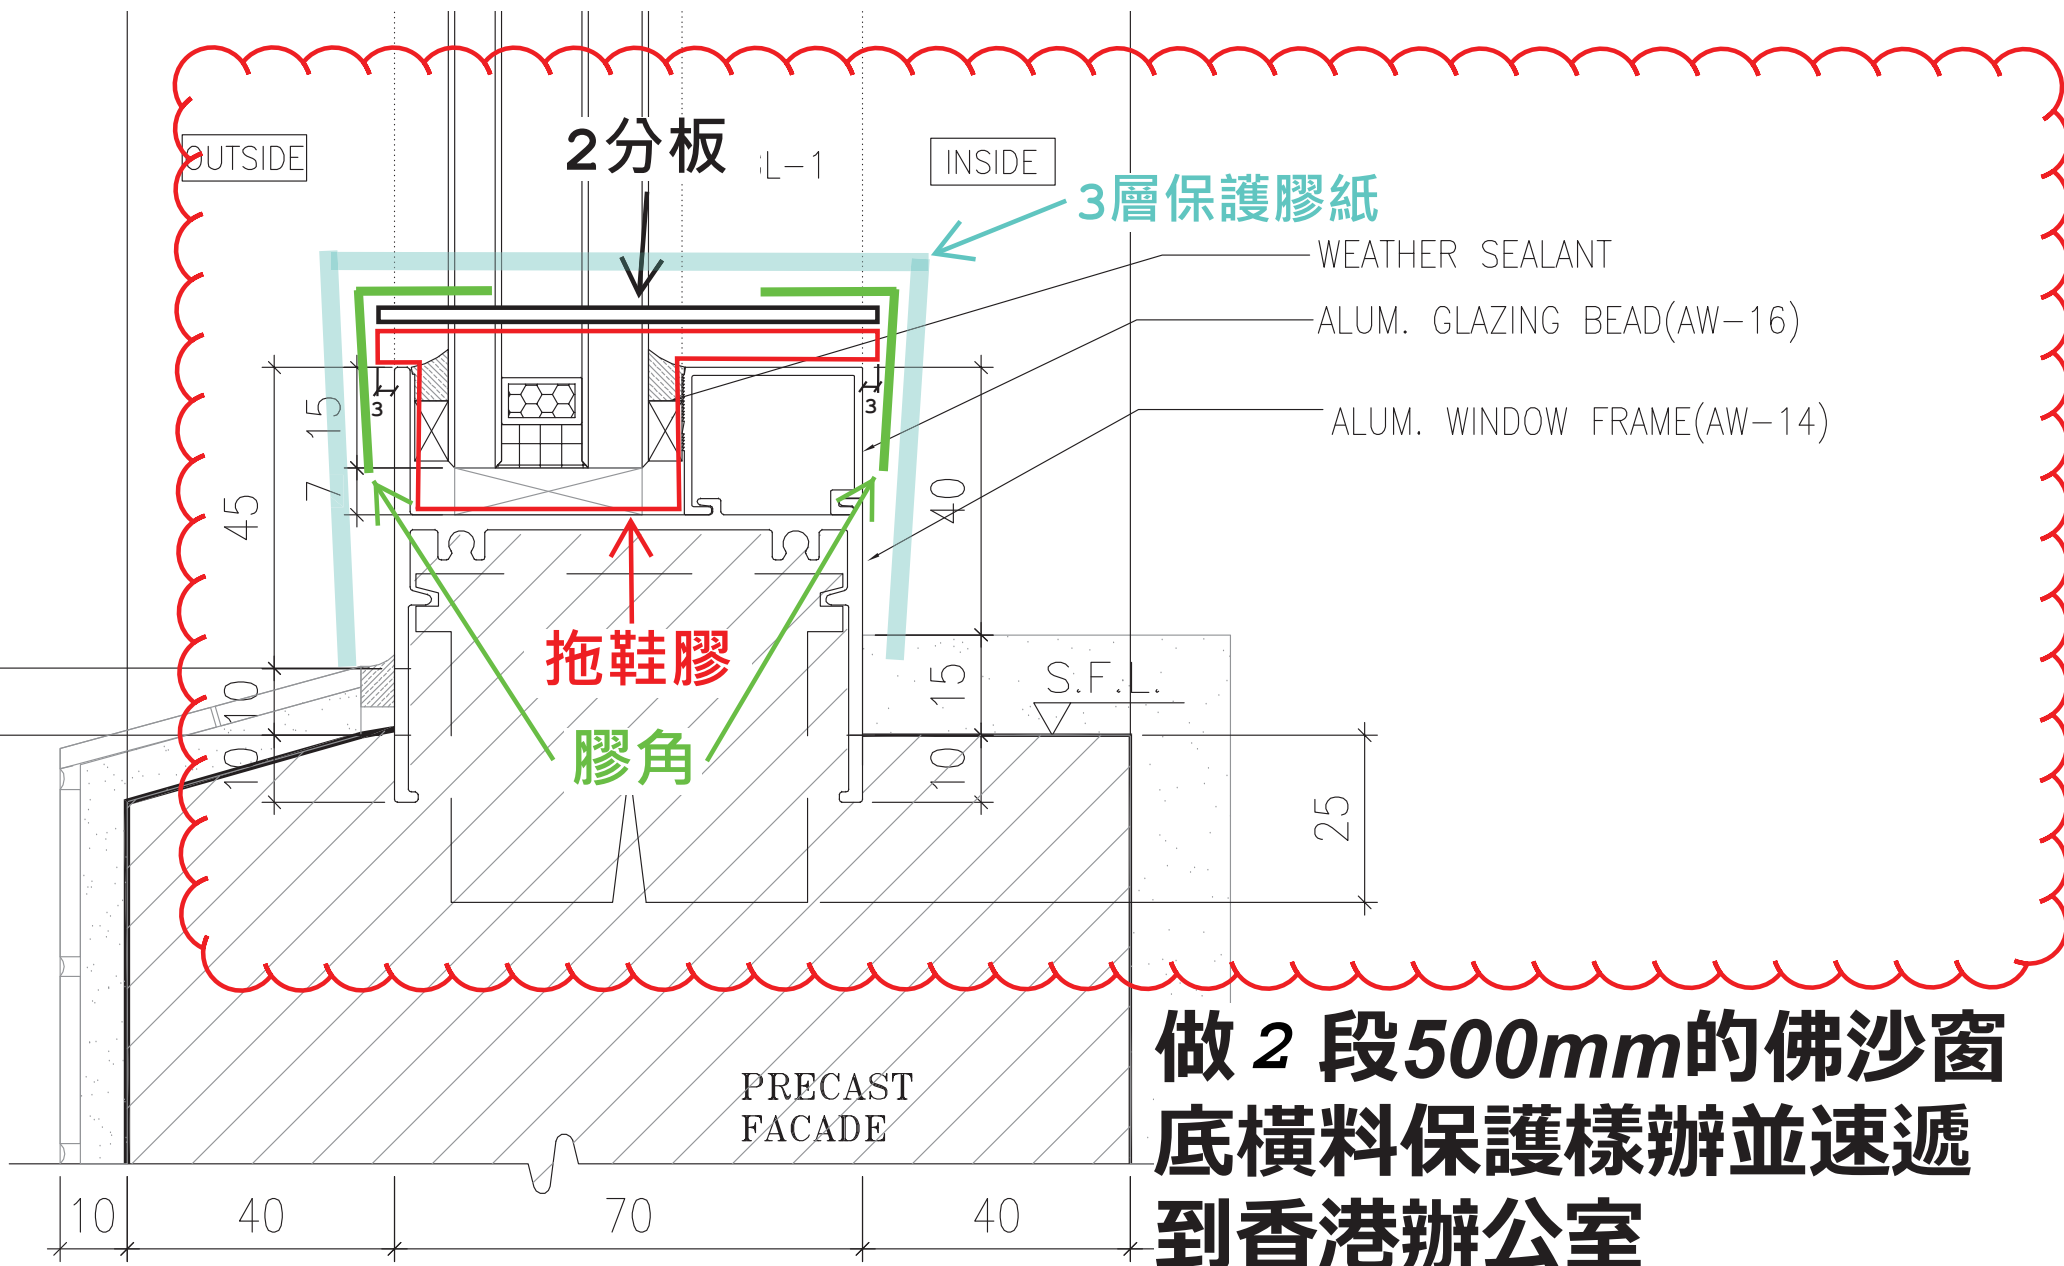 2分板
OUTSIDE
L-1
INSIDE
3層保護膠紙
WEATHER SEALANT
ALUM. GLAZING BEAD(AW-16)
ALUM. WINDOW FRAME(AW-14)
3
3
15
7
45
40
拖鞋膠
膠角
10
10
15
10
S.F.L.
25
PRECAST
FACADE
做2段500mm的佛沙窗
底橫料保護樣辦並速遞
到香港辦公室
10
40
70
40